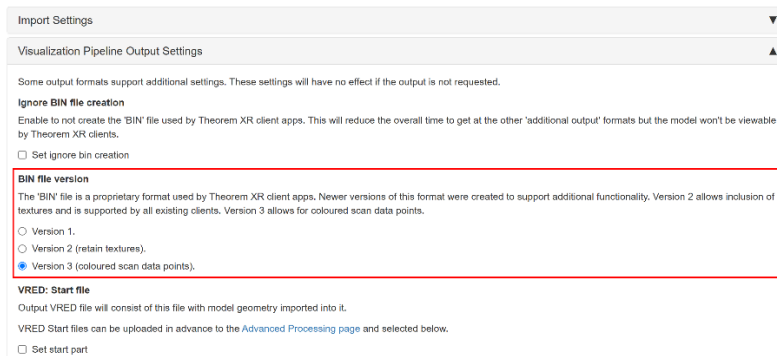 Import Settings
Visualization Pipeline Output Settings
Some output formats support additional settings. These settings will have no effect if the output is not requested.
Ignore BIN file creation
Enable to not create the 'BIN' file used by Theorem XR client apps. This will reduce the overall time to get at the other 'additional output' formats but the model won't be viewable
by Theorem XR clients.
Set ignore bin creation
BIN file version
The 'BIN' file is a proprietary format used by Theorem XR client apps. Newer versions of this format were created to support additional functionality. Version 2 allows inclusion of
textures and is supported by all existing clients. Version 3 allows for coloured scan data points.
Version 1.
Version 2 (retain textures).
Version 3 (coloured scan data points).
VRED: Start file
Output VRED file will consist of this file with model geometry imported into it.
VRED Start files can be uploaded in advance to the Advanced Processing page and selected below.
Set start part